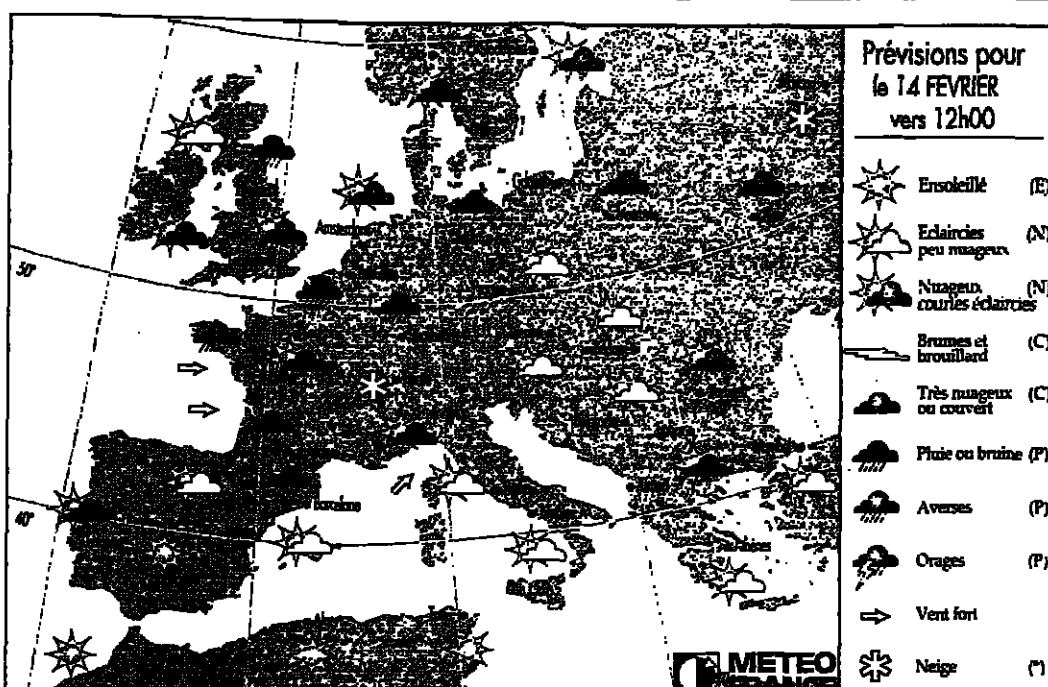 Prévisions pour
le 14 FEVRIER
vers 12h00
Ensoleillé (E)
Eclaircies (N)
peu nuageux
Nuageux (N)
courtes éclaircies
Brumes et (C)
brouillard
Très nuageux (C)
ou couvert
Pluie ou bruine (P)
Averses (P)
Orages (P)
Vent fort
Neige (*)
50°
40°
METEO
FRANCE